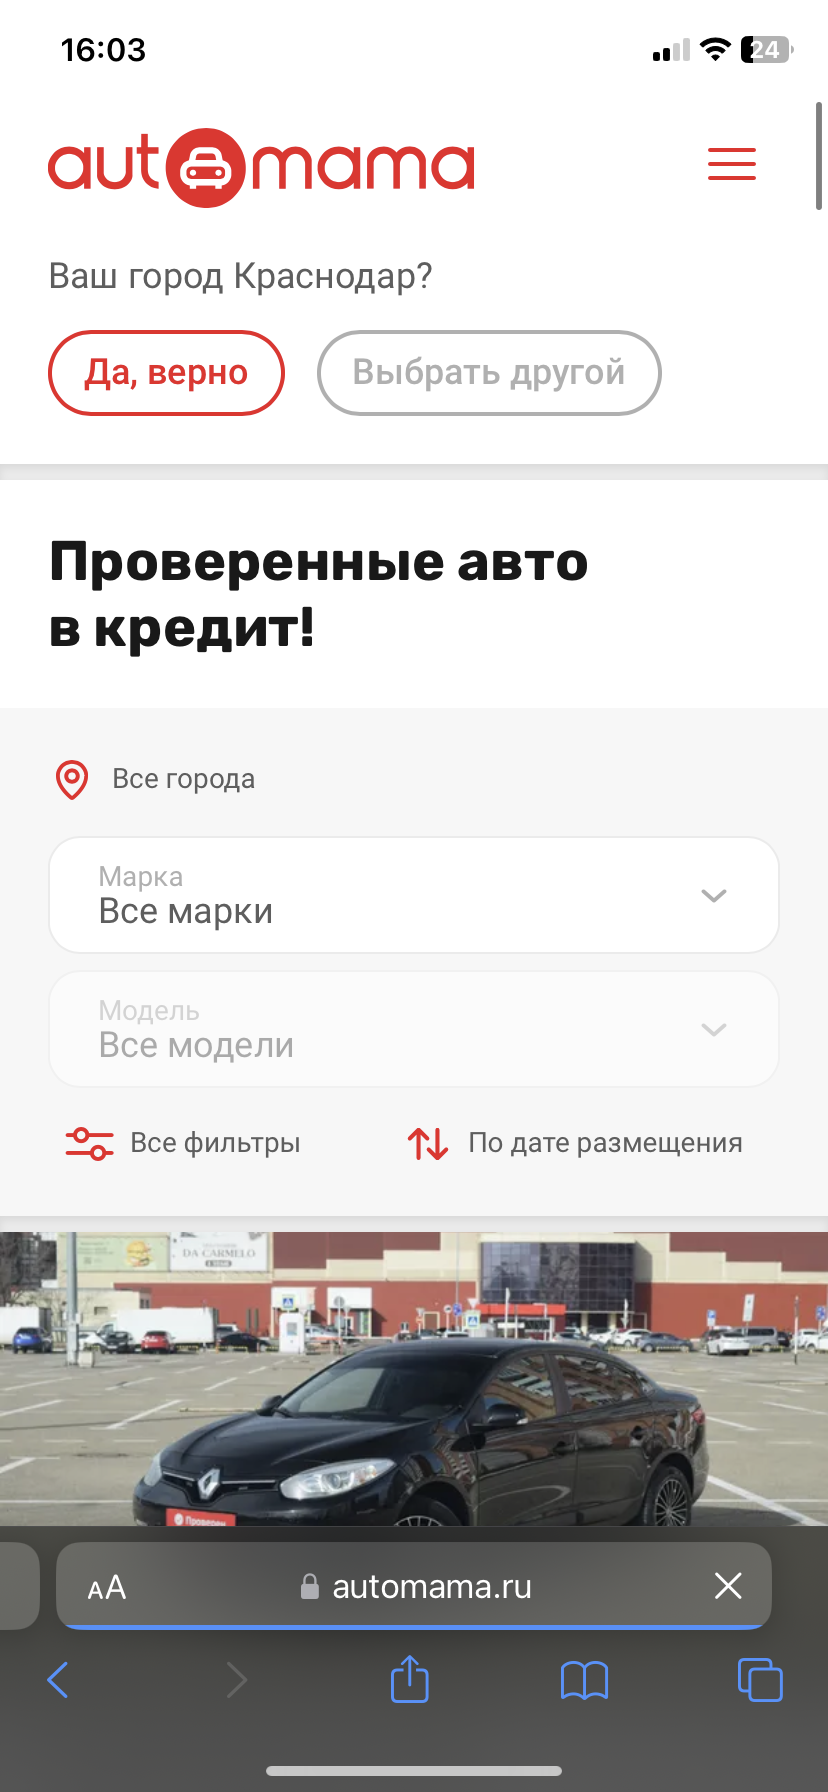 16:03
24
automama
Ваш город Краснодар?
Да, верно
Выбрать другой
Проверенные авто
в кредит!
Все города
Марка
Все марки
Модель
Все модели
Все фильтры
По дате размещения
DA CARMELO
Проверен
AA
automama.ru